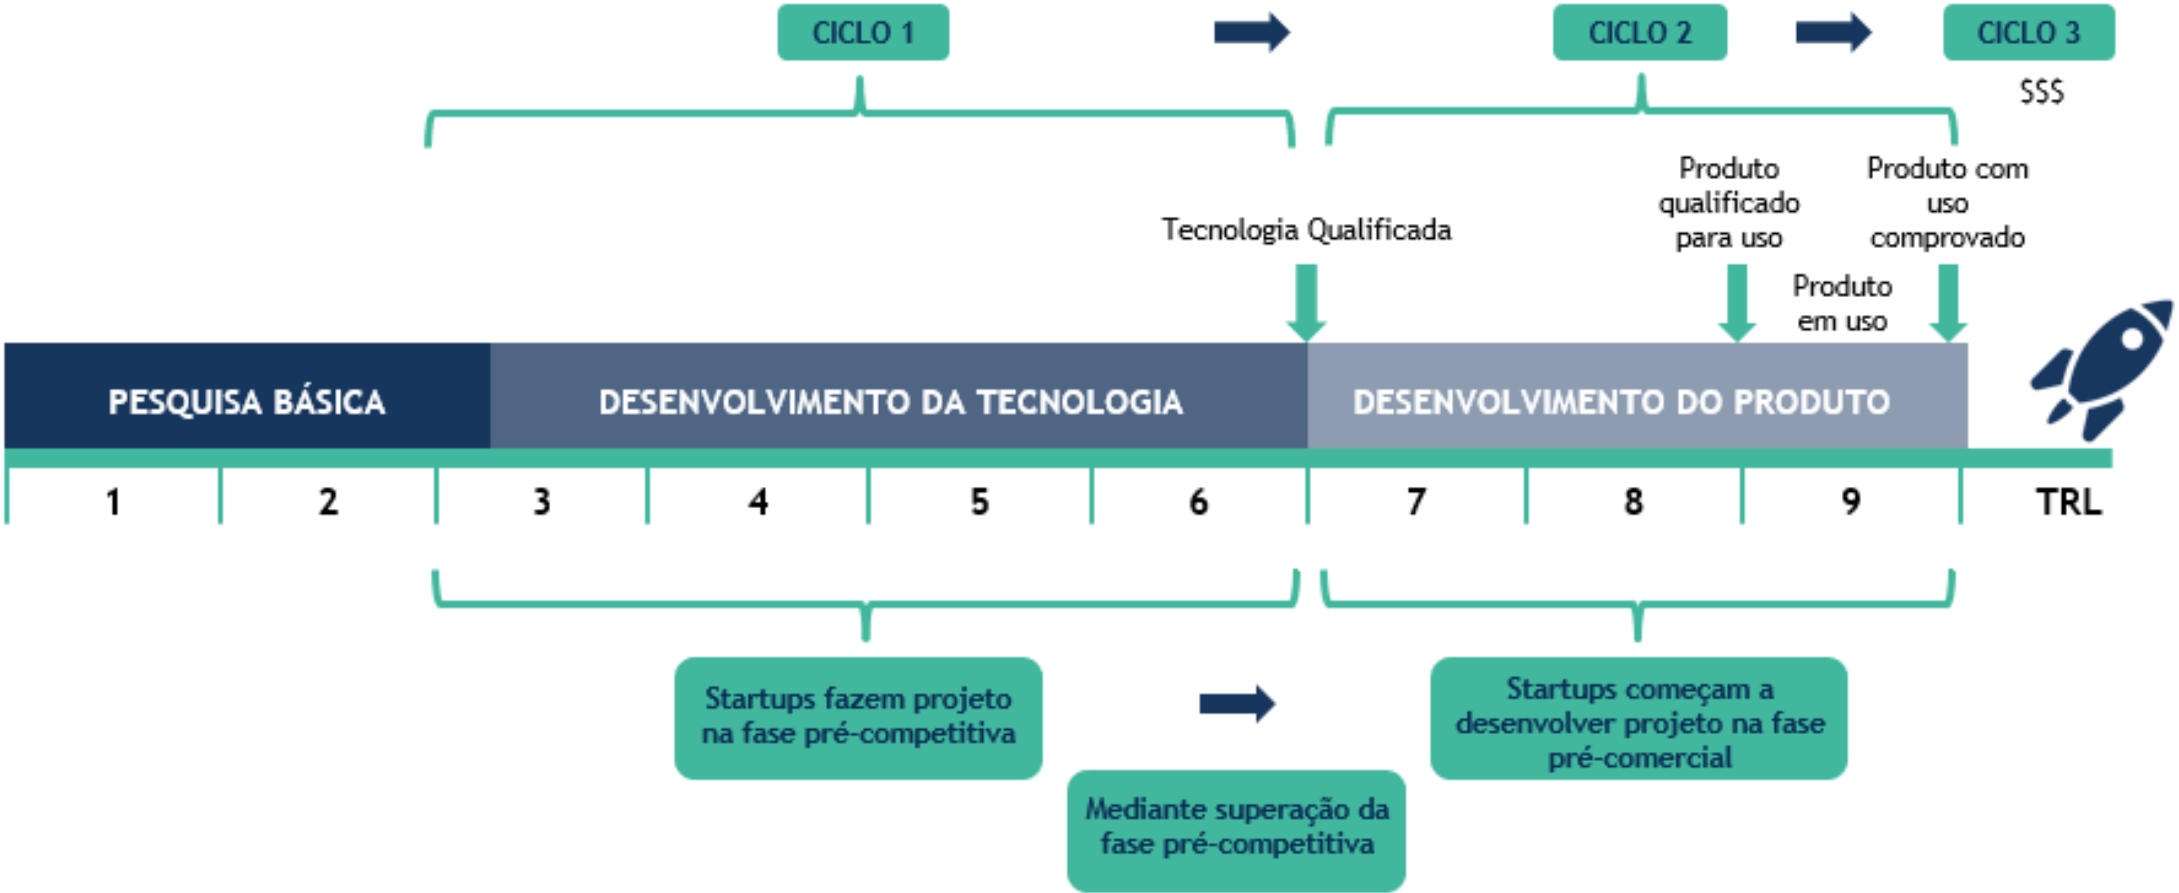 CICLO 1
CICLO 2
CICLO 3
$$$
Tecnologia Qualificada
Produto
qualificado
para uso
Produto
em uso
Produto com
uso
comprovado
PESQUISA BÁSICA
DESENVOLVIMENTO DA TECNOLOGIA
DESENVOLVIMENTO DO PRODUTO
1 2 3 4 5 6 7 8 9 TRL
Startups fazem projeto
na fase pré-competitiva
Mediante superação da
fase pré-competitiva
Startups começam a
desenvolver projeto na fase
pré-comercial